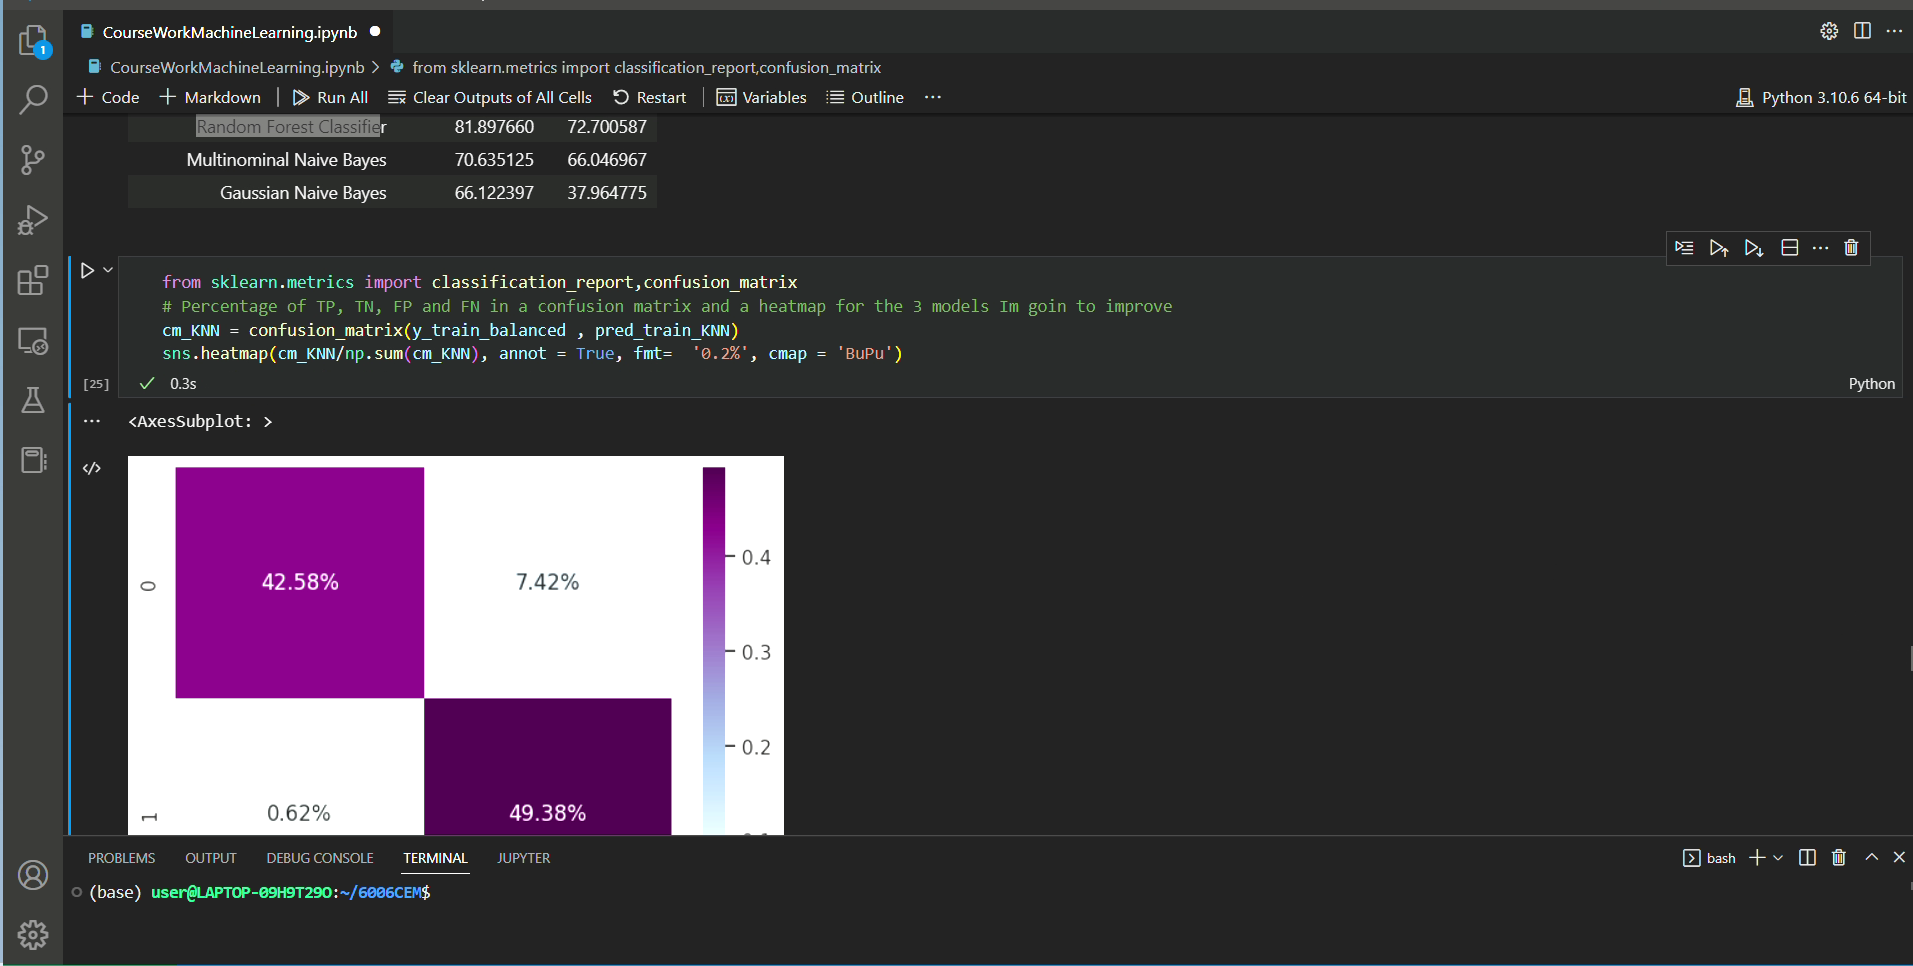 1
CourseWorkMachineLearning.ipynb
CourseWorkMachineLearning.ipynb > from sklearn.metrics import classification_report,confusion_matrix
+ Code + Markdown | Run All Clear Outputs of All Cells Restart | Variables Outline ··· Python 3.10.6 64-bit
Random Forest Classifier 81.897660 72.700587
Multinominal Naive Bayes 70.635125 66.046967
Gaussian Naive Bayes 66.122397 37.964775
from sklearn.metrics import classification_report,confusion_matrix
# Percentage of TP, TN, FP and FN in a confusion matrix and a heatmap for the 3 models Im goin to improve
cm_KNN = confusion_matrix(y_train_balanced , pred_train_KNN)
sns.heatmap(cm_KNN/np.sum(cm_KNN), annot = True, fmt=  '0.2%', cmap = 'BuPu')
[25] 0.3s Python
<AxesSubplot: >
0.4
0 42.58% 7.42%
0.3
0.2
1 0.62% 49.38%
PROBLEMS OUTPUT DEBUG CONSOLE TERMINAL JUPYTER bash
(base) user@LAPTOP-09H9T29O:~/6006CEM$